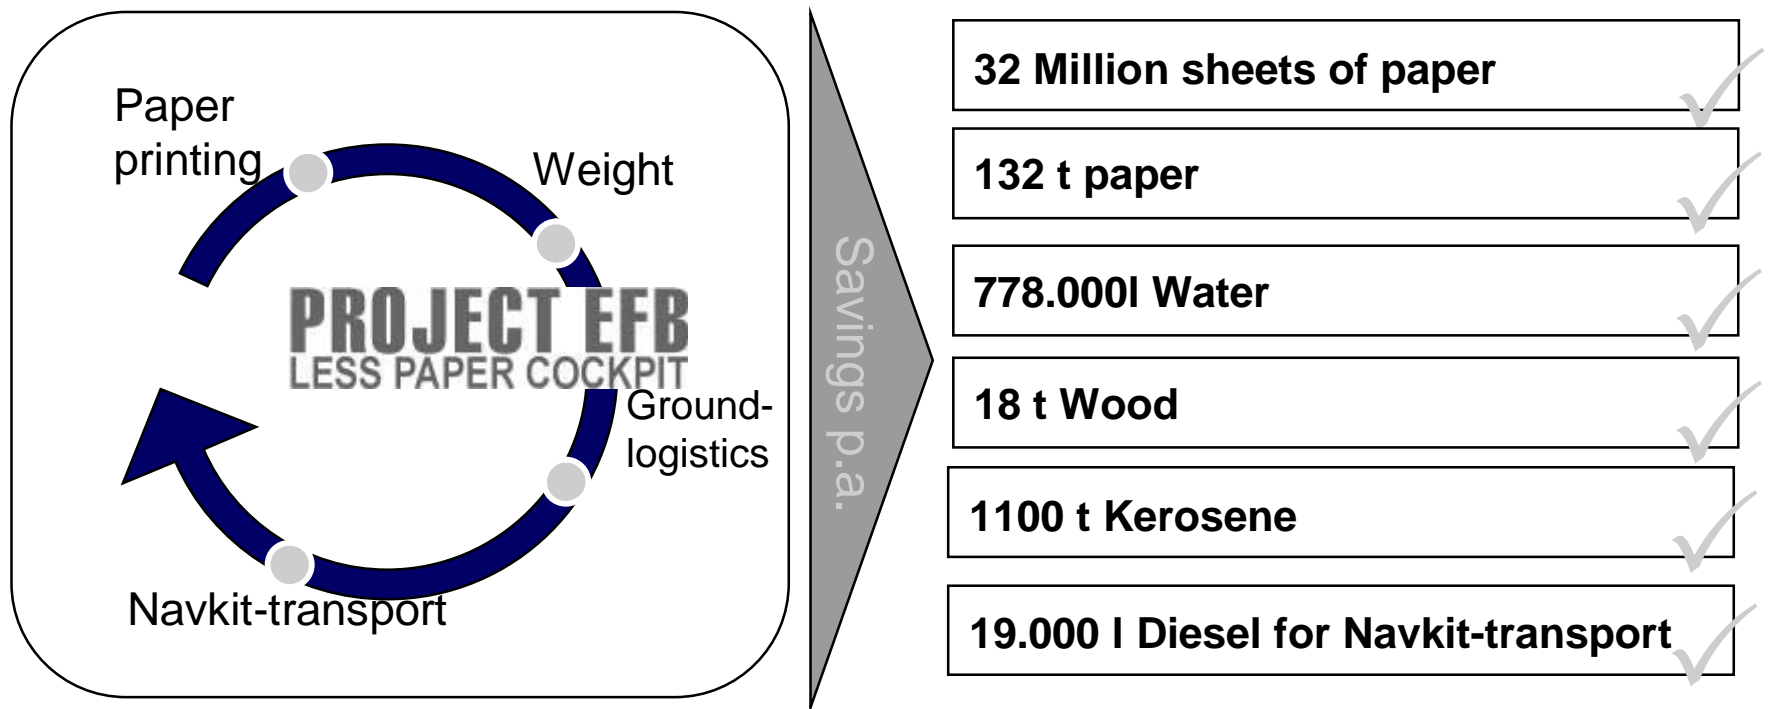 Paper
printing
Weight
PROJECT EFB
LESS PAPER COCKPIT
Ground-
logistics
Navkit-transport
Savings p.a.
32 Million sheets of paper
132 t paper
778.000l Water
18 t Wood
1100 t Kerosene
19.000 l Diesel for Navkit-transport